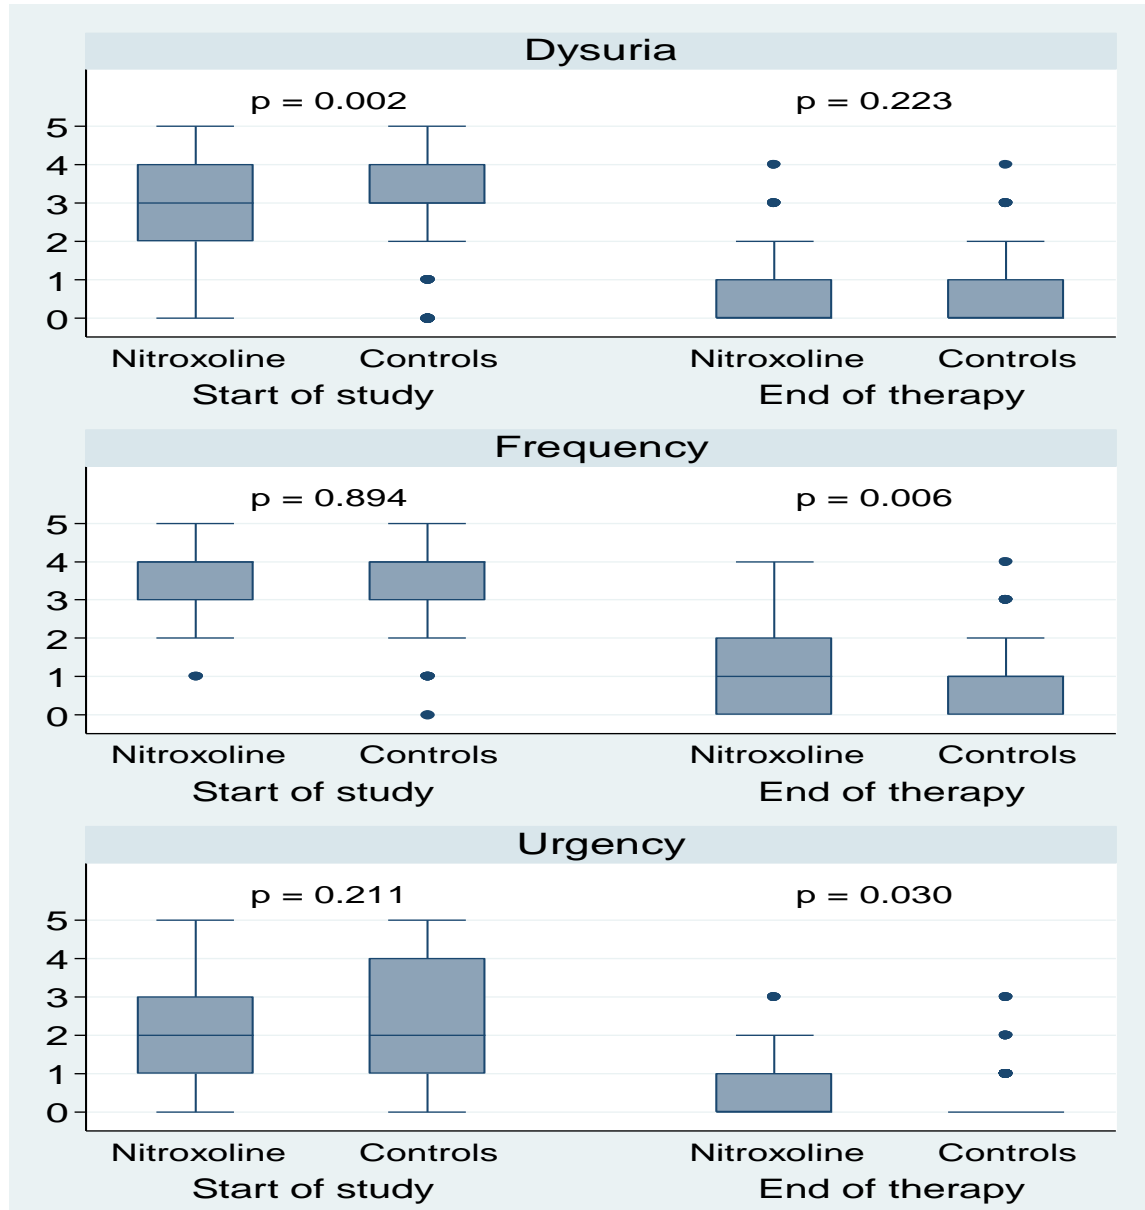 Dysuria
p = 0.002 p = 0.223
5
4
3
2
1
0
Nitroxoline Controls Nitroxoline Controls
Start of study End of therapy
Frequency
p = 0.894 p = 0.006
5
4
3
2
1
0
Nitroxoline Controls Nitroxoline Controls
Start of study End of therapy
Urgency
p = 0.211 p = 0.030
5
4
3
2
1
0
Nitroxoline Controls Nitroxoline Controls
Start of study End of therapy